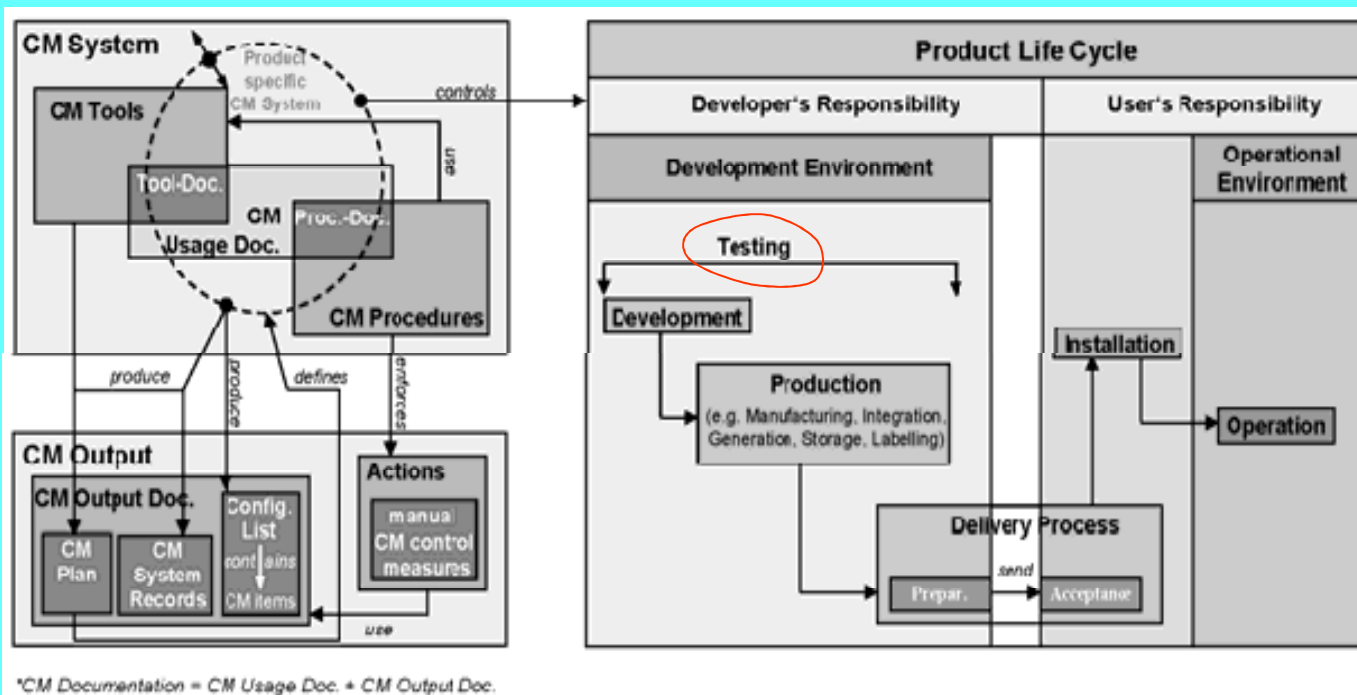 CM System
Product
specific
CM System
CM Tools
controls
use
Tool-Doc.
CM
Proc.-Doc.
Usage Doc.
CM Procedures
produce
produce
defines
enforces
CM Output
CM Output Doc.
CM
Plan
CM
System
Records
Config.
List
cont ains
CM items
Actions
manual
CM control
measures
use
*CM Documentation = CM Usage Doc. + CM Output Doc.
Product Life Cycle
Developer's Responsibility
User's Responsibility
Development Environment
Operational
Environment
Testing
Development
Production
(e.g. Manufacturing, Integration,
Generation, Storage, Labelling)
Installation
Operation
Delivery Process
send
Prepar.
Acceptance